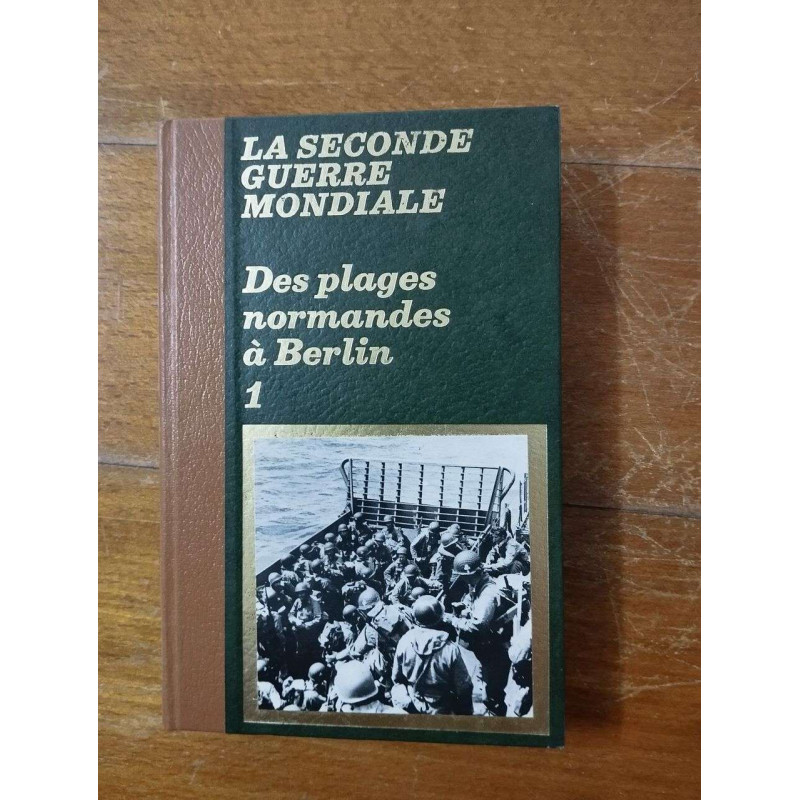 LA SECONDE
GUERRE
MONDIALE
Des plages
normandes
à Berlin
1